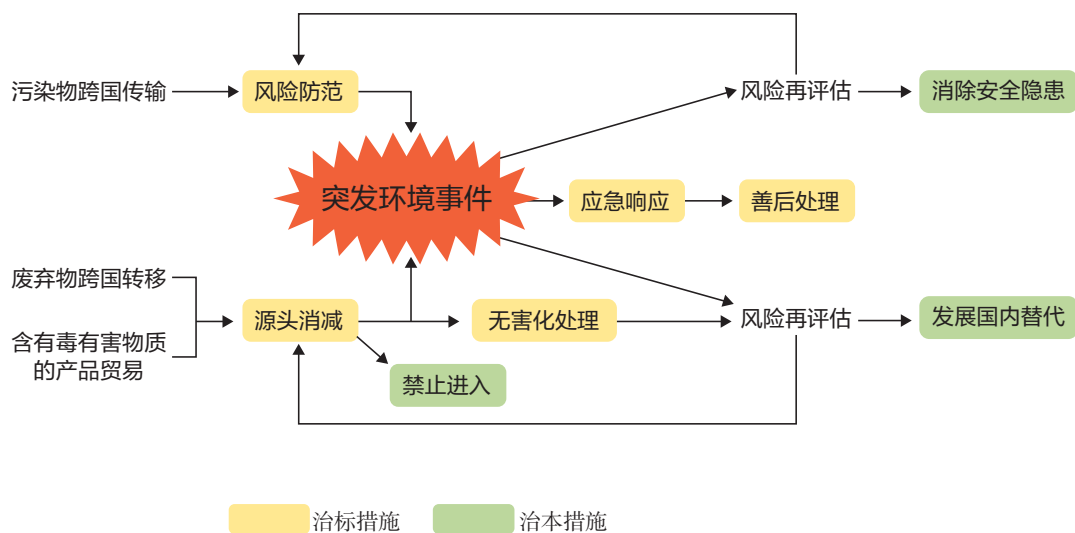 污染物跨国传输
风险防范
风险再评估
消除安全隐患
突发环境事件
应急响应
善后处理
废弃物跨国转移
含有毒有害物质
的产品贸易
源头消减
无害化处理
风险再评估
发展国内替代
禁止进入
治标措施
治本措施